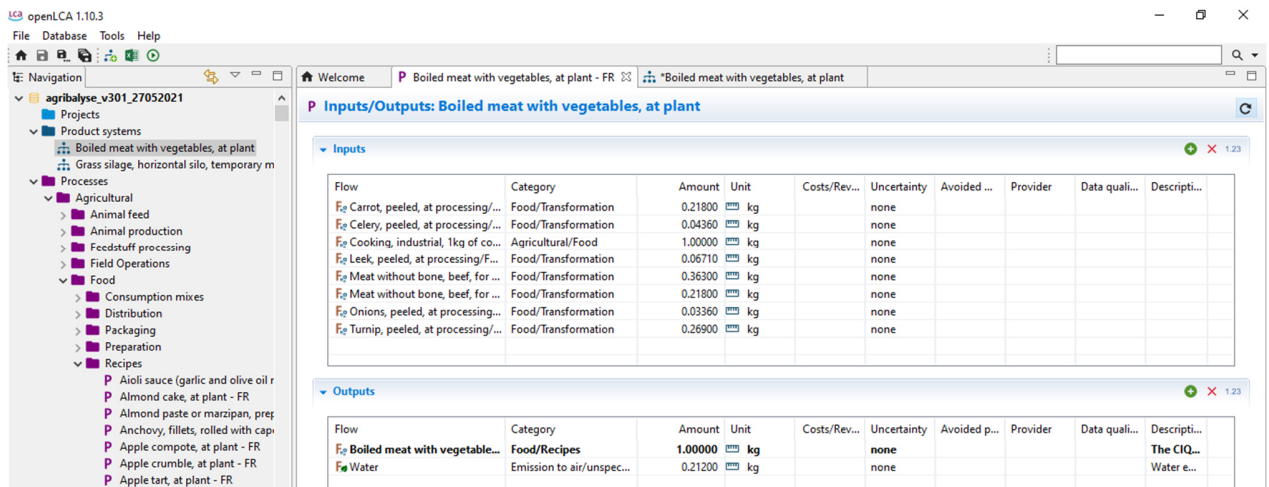 LCA openLCA 1.10.3
File Database Tools Help
Navigation
Welcome
P Boiled meat with vegetables, at plant - FR
*Boiled meat with vegetables, at plant
agribalyse_v301_27052021
Projects
Product systems
Boiled meat with vegetables, at plant
Grass silage, horizontal silo, temporary m
Processes
Agricultural
Animal feed
Animal production
Feedstuff processing
Field Operations
Food
Consumption mixes
Distribution
Packaging
Preparation
Recipes
P Aioli sauce (garlic and olive oil r
P Almond cake, at plant - FR
P Almond paste or marzipan, prep
P Anchovy, fillets, rolled with cape
P Apple compote, at plant - FR
P Apple crumble, at plant - FR
P Apple tart, at plant - FR
P Inputs/Outputs: Boiled meat with vegetables, at plant
Inputs 1.23
Flow Category Amount Unit Costs/Rev... Uncertainty Avoided ... Provider Data quali... Descripti...
Carrot, peeled, at processing/... Food/Transformation 0.21800 kg none
Celery, peeled, at processing/... Food/Transformation 0.04360 kg none
Cooking, industrial, 1kg of co... Agricultural/Food 1.00000 kg none
Leek, peeled, at processing/F... Food/Transformation 0.06710 kg none
Meat without bone, beef, for ... Food/Transformation 0.36300 kg none
Meat without bone, beef, for ... Food/Transformation 0.21800 kg none
Onions, peeled, at processing/... Food/Transformation 0.03360 kg none
Turnip, peeled, at processing/... Food/Transformation 0.26900 kg none
Outputs 1.23
Flow Category Amount Unit Costs/Rev... Uncertainty Avoided p... Provider Data quali... Descripti...
Boiled meat with vegetable... Food/Recipes 1.00000 kg none The CIQ...
Water Emission to air/unspec... 0.21200 kg none Water e...